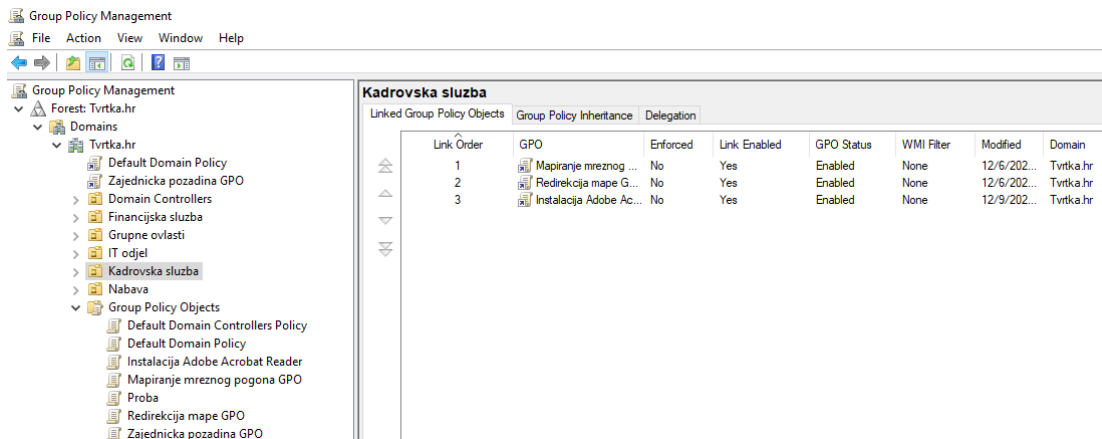 Group Policy Management
File Action View Window Help
Group Policy Management
Forest: Tvrtka.hr
Domains
Tvrtka.hr
Default Domain Policy
Zajednicka pozadina GPO
Domain Controllers
Financijska sluzba
Grupne ovlasti
IT odjel
Kadrovska sluzba
Nabava
Group Policy Objects
Default Domain Controllers Policy
Default Domain Policy
Instalacija Adobe Acrobat Reader
Mapiranje mreznog pogona GPO
Proba
Redirekcija mape GPO
Zajednicka pozadina GPO
Kadrovska sluzba
Linked Group Policy Objects Group Policy Inheritance Delegation
Link Order GPO Enforced Link Enabled GPO Status WMI Filter Modified Domain
1 Mapiranje mreznog ... No Yes Enabled None 12/6/202... Tvrtka.hr
2 Redirekcija mape G... No Yes Enabled None 12/6/202... Tvrtka.hr
3 Instalacija Adobe Ac... No Yes Enabled None 12/9/202... Tvrtka.hr